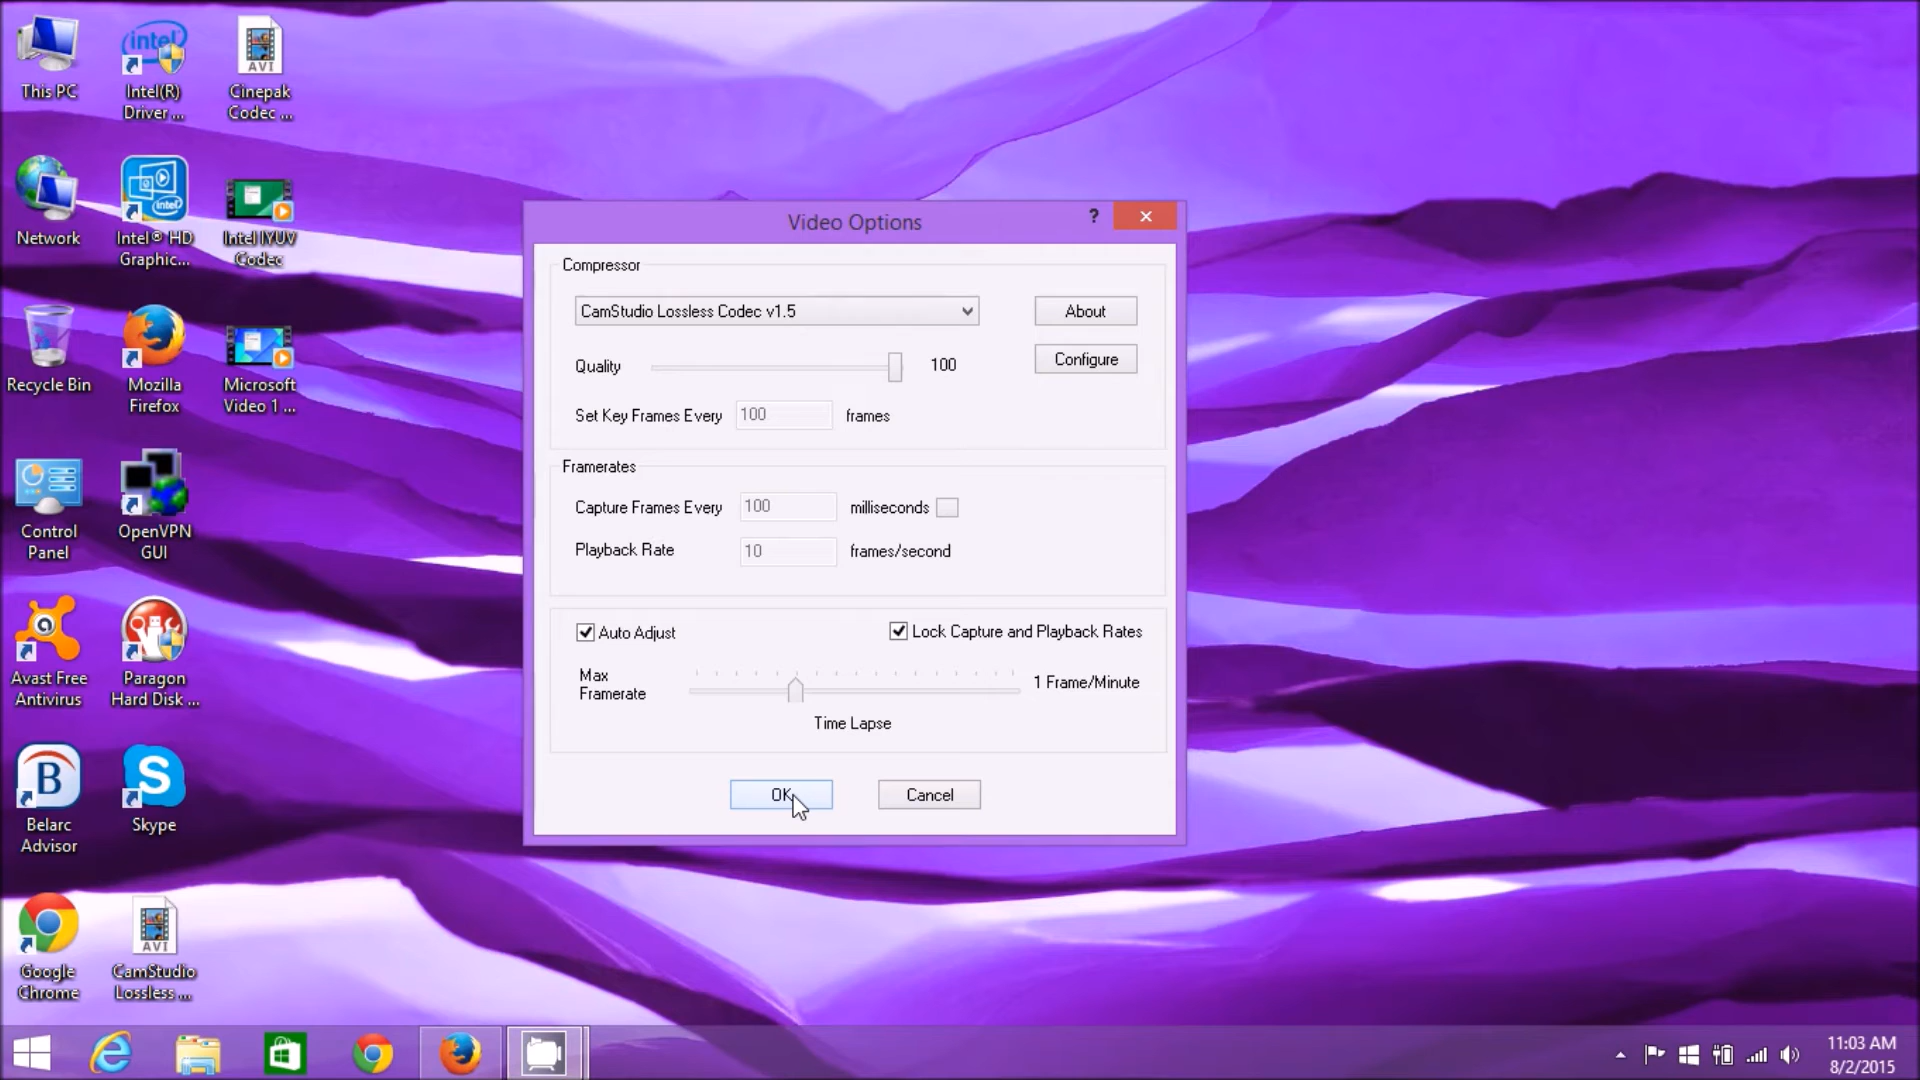 This PC
Intel(R)
Driver ...
Cinepak
Codec ...
intel
AVI
Network
Intel® HD
Graphic...
Intel IYUV
Codec
intel
Recycle Bin
Mozilla
Firefox
Microsoft
Video 1 ...
Control
Panel
OpenVPN
GUI
Avast Free
Antivirus
Paragon
Hard Disk ...
B
Belarc
Advisor
S
Skype
Google
Chrome
AVI
CamStudio
Lossless ...
Video Options
?
Compressor
CamStudio Lossless Codec v1.5
About
Quality
100
Configure
Set Key Frames Every
100
frames
Framerates
Capture Frames Every
100
milliseconds
Playback Rate
10
frames/second
Auto Adjust
Lock Capture and Playback Rates
Max
Framerate
1 Frame/Minute
Time Lapse
OK
Cancel
11:03 AM
8/2/2015